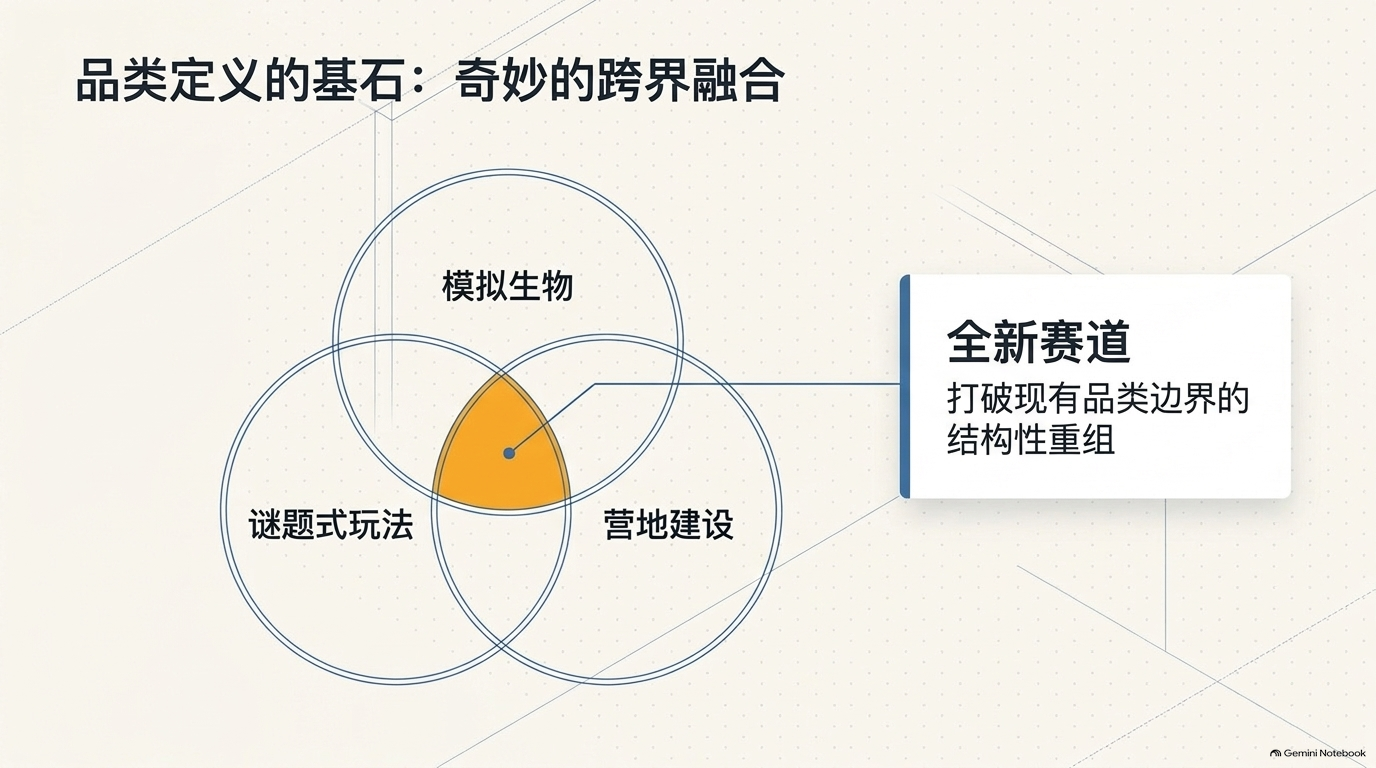 品类定义的基石：奇妙的跨界融合
模拟生物
谜题式玩法
营地建设
全新赛道
打破现有品类边界的
结构性重组
Gemini Notebook